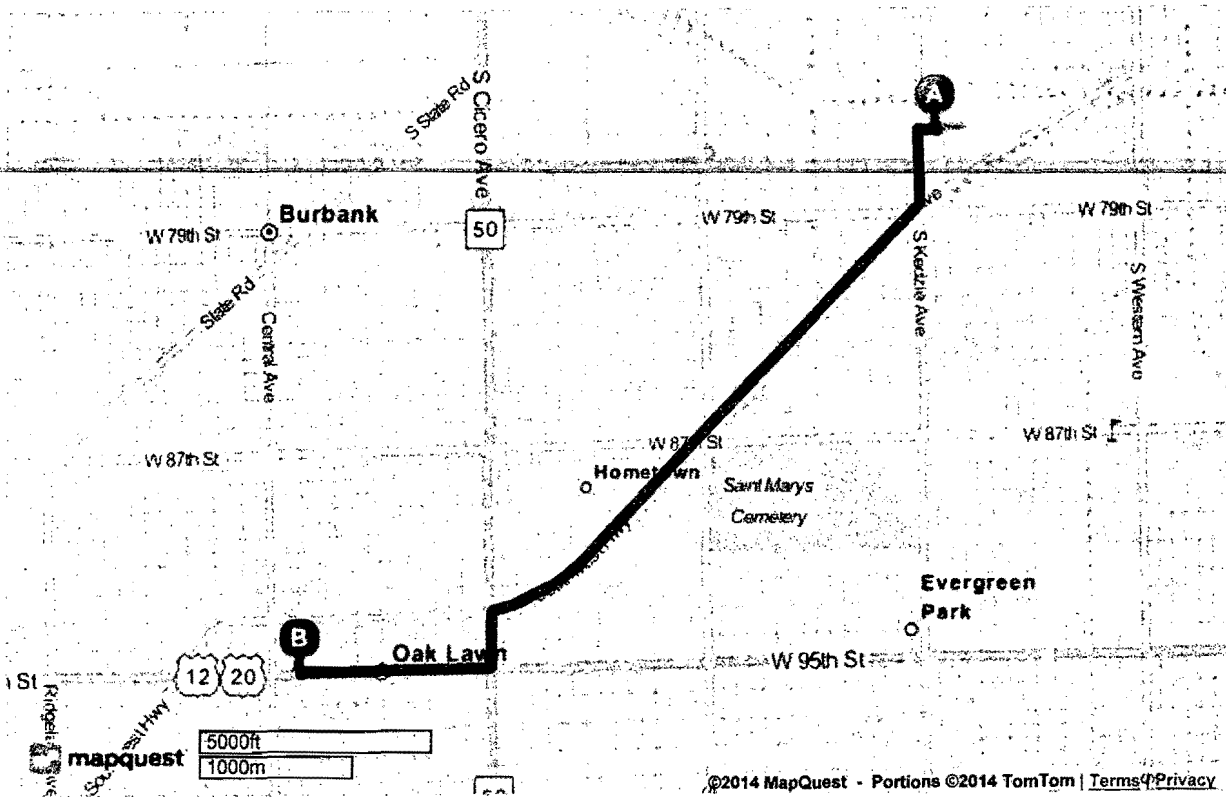 A
S State Rd
S Cicero Ave
Burbank
W 79th St
50
W 79th St
W 79th St
State Rd
Central Ave
S Kedzie Ave
S Western Ave
W 87th St
W 87th St
W 87th St
Hometown
Saint Marys
Cemetery
Evergreen
Park
B
Oak Lawn
W 95th St
12
20
St
mapquest
5000ft
1000m
©2014 MapQuest - Portions ©2014 TomTom | Terms | Privacy